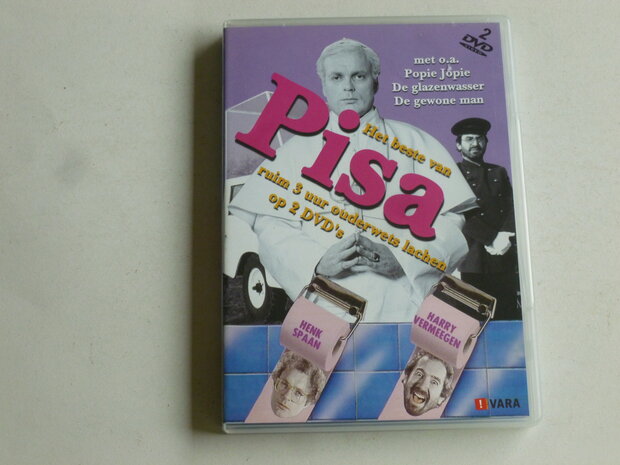 2
DVD
VIDEO
met o.a.
Popie Jopie
De glazenwasser
De gewone man
Het beste van
Pisa
ruim 3 uur ouderwets lachen
op 2 DVD's
HENK
SPAAN
HARRY
VERMEEGEN
! VARA